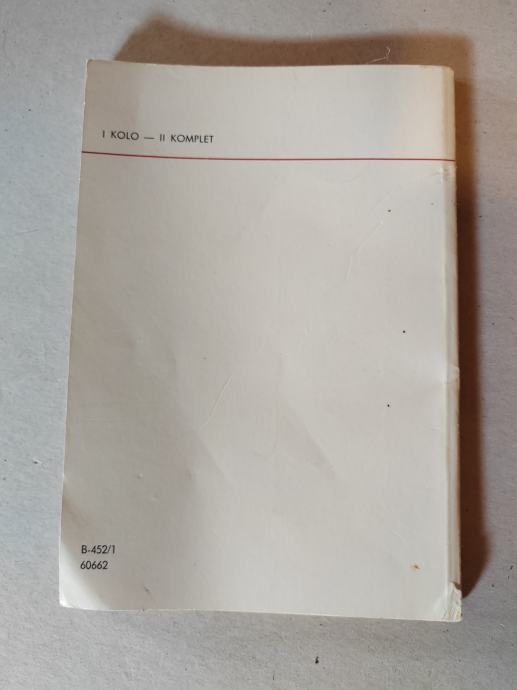 I KOLO — II KOMPLET
B-452/1
60662